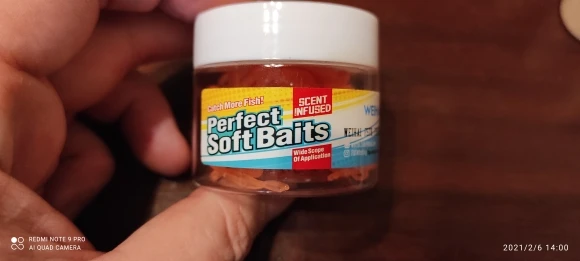 Catch More Fish!
SCENT
INFUSED
Perfect
Soft Baits
Wide Scope
Of Application
REDMI NOTE 9 PRO
AI QUAD CAMERA
2021/2/6 14:00